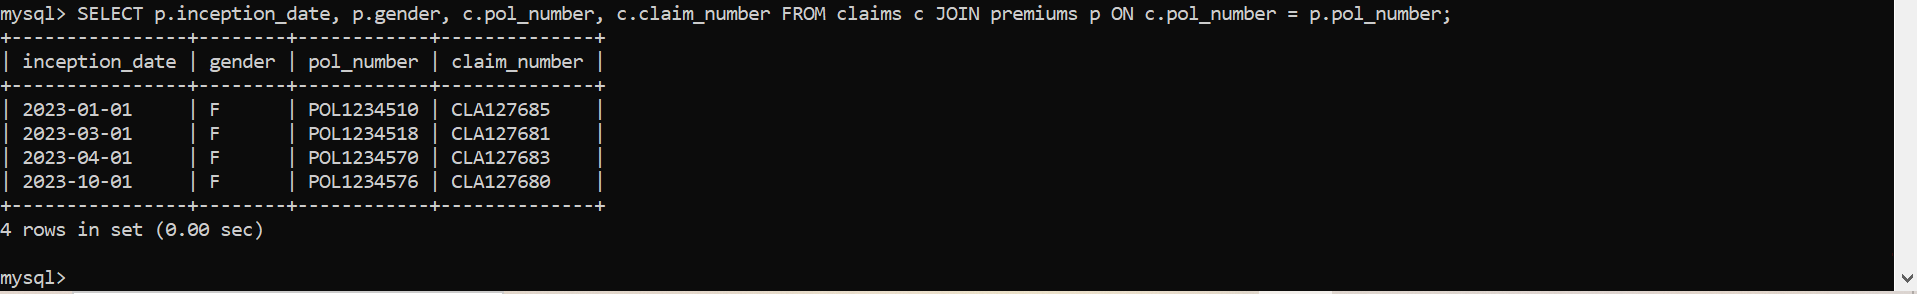 mysql> SELECT p.inception_date, p.gender, c.pol_number, c.claim_number FROM claims c JOIN premiums p ON c.pol_number = p.pol_number;
+----------------+--------+------------+--------------+
| inception_date | gender | pol_number | claim_number |
+----------------+--------+------------+--------------+
| 2023-01-01     | F      | POL1234510 | CLA127685    |
| 2023-03-01     | F      | POL1234518 | CLA127681    |
| 2023-04-01     | F      | POL1234570 | CLA127683    |
| 2023-10-01     | F      | POL1234576 | CLA127680    |
+----------------+--------+------------+--------------+
4 rows in set (0.00 sec)
mysql>